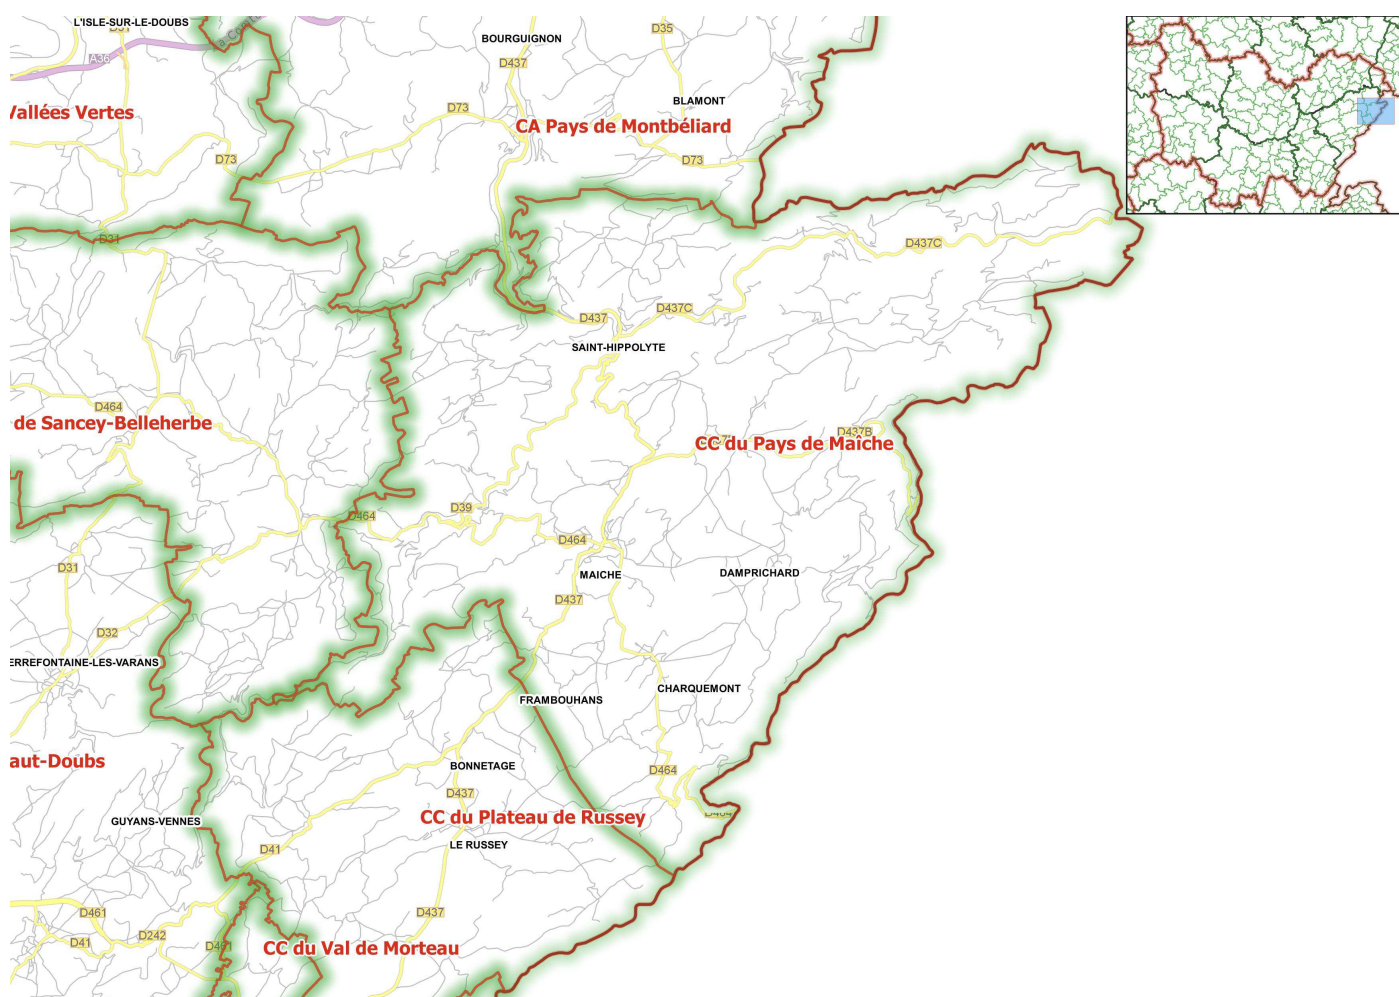 L'ISLE-SUR-LE-DOUBS
D31
A36
BOURGUIGNON
D437
D35
BLAMONT
Vallées Vertes
D73
CA Pays de Montbéliard
D73
D73
D31
D437C
D437C
D437
SAINT-HIPPOLYTE
D464
de Sancey-Belleherbe
D437B
CC du Pays de Maîche
D39
D464
D464
D31
MAICHE
DAMPRICHARD
D437
D32
ERREFONTAINE-LES-VARANS
CHARQUEMONT
FRAMBOUHANS
aut-Doubs
BONNETAGE
D464
D437
CC du Plateau de Russey
D464
GUYANS-VENNES
LE RUSSEY
D41
D461
D437
D242
D41
D461
CC du Val de Morteau